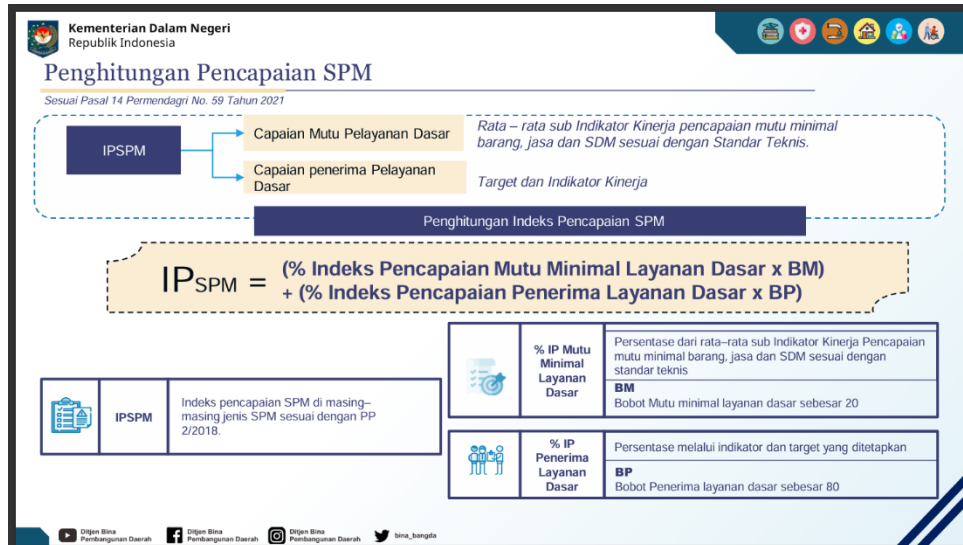 Kementerian Dalam Negeri
Republik Indonesia
Penghitungan Pencapaian SPM
Sesuai Pasal 14 Permendagri No. 59 Tahun 2021
IPSPM
Capaian Mutu Pelayanan Dasar
Rata – rata sub Indikator Kinerja pencapaian mutu minimal
barang, jasa dan SDM sesuai dengan Standar Teknis.
Capaian penerima Pelayanan
Dasar
Target dan Indikator Kinerja
Penghitungan Indeks Pencapaian SPM
IPSPM = (% Indeks Pencapaian Mutu Minimal Layanan Dasar x BM)
+ (% Indeks Pencapaian Penerima Layanan Dasar x BP)
IPSPM
Indeks pencapaian SPM di masing–
masing jenis SPM sesuai dengan PP
2/2018.
% IP Mutu
Minimal
Layanan
Dasar
Persentase dari rata–rata sub Indikator Kinerja Pencapaian
mutu minimal barang, jasa dan SDM sesuai dengan
standar teknis
BM
Bobot Mutu minimal layanan dasar sebesar 20
% IP
Penerima
Layanan
Dasar
Persentase melalui indikator dan target yang ditetapkan
BP
Bobot Penerima layanan dasar sebesar 80
Ditjen Bina
Pembangunan Daerah
Ditjen Bina
Pembangunan Daerah
Ditjen Bina
Pembangunan Daerah
bina_bangda